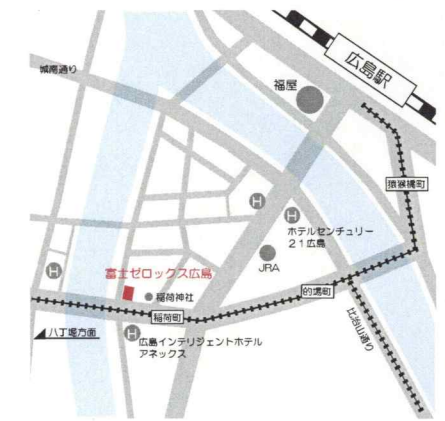 広島駅
城南通り
福屋
猿猴橋町
H
H
ホテルセンチュリー
21広島
JRA
H
富士ゼロックス広島
稲荷神社
的場町
稲荷町
八丁堀方面
H
広島インテリジェントホテル
アネックス
比治山通り